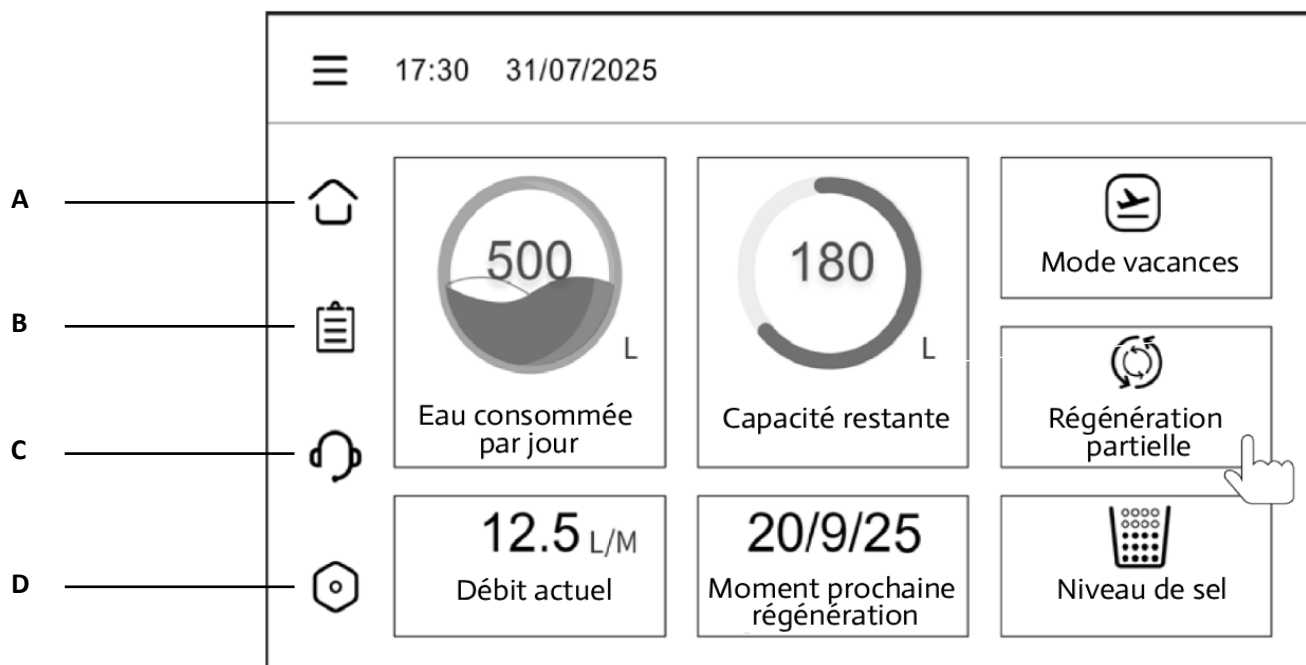 17:30 31/07/2025
A
B
C
D
500
L
Eau consommée
par jour
180
L
Capacité restante
Mode vacances
Régénération
partielle
12.5 L/M
Débit actuel
20/9/25
Moment prochaine
régénération
Niveau de sel